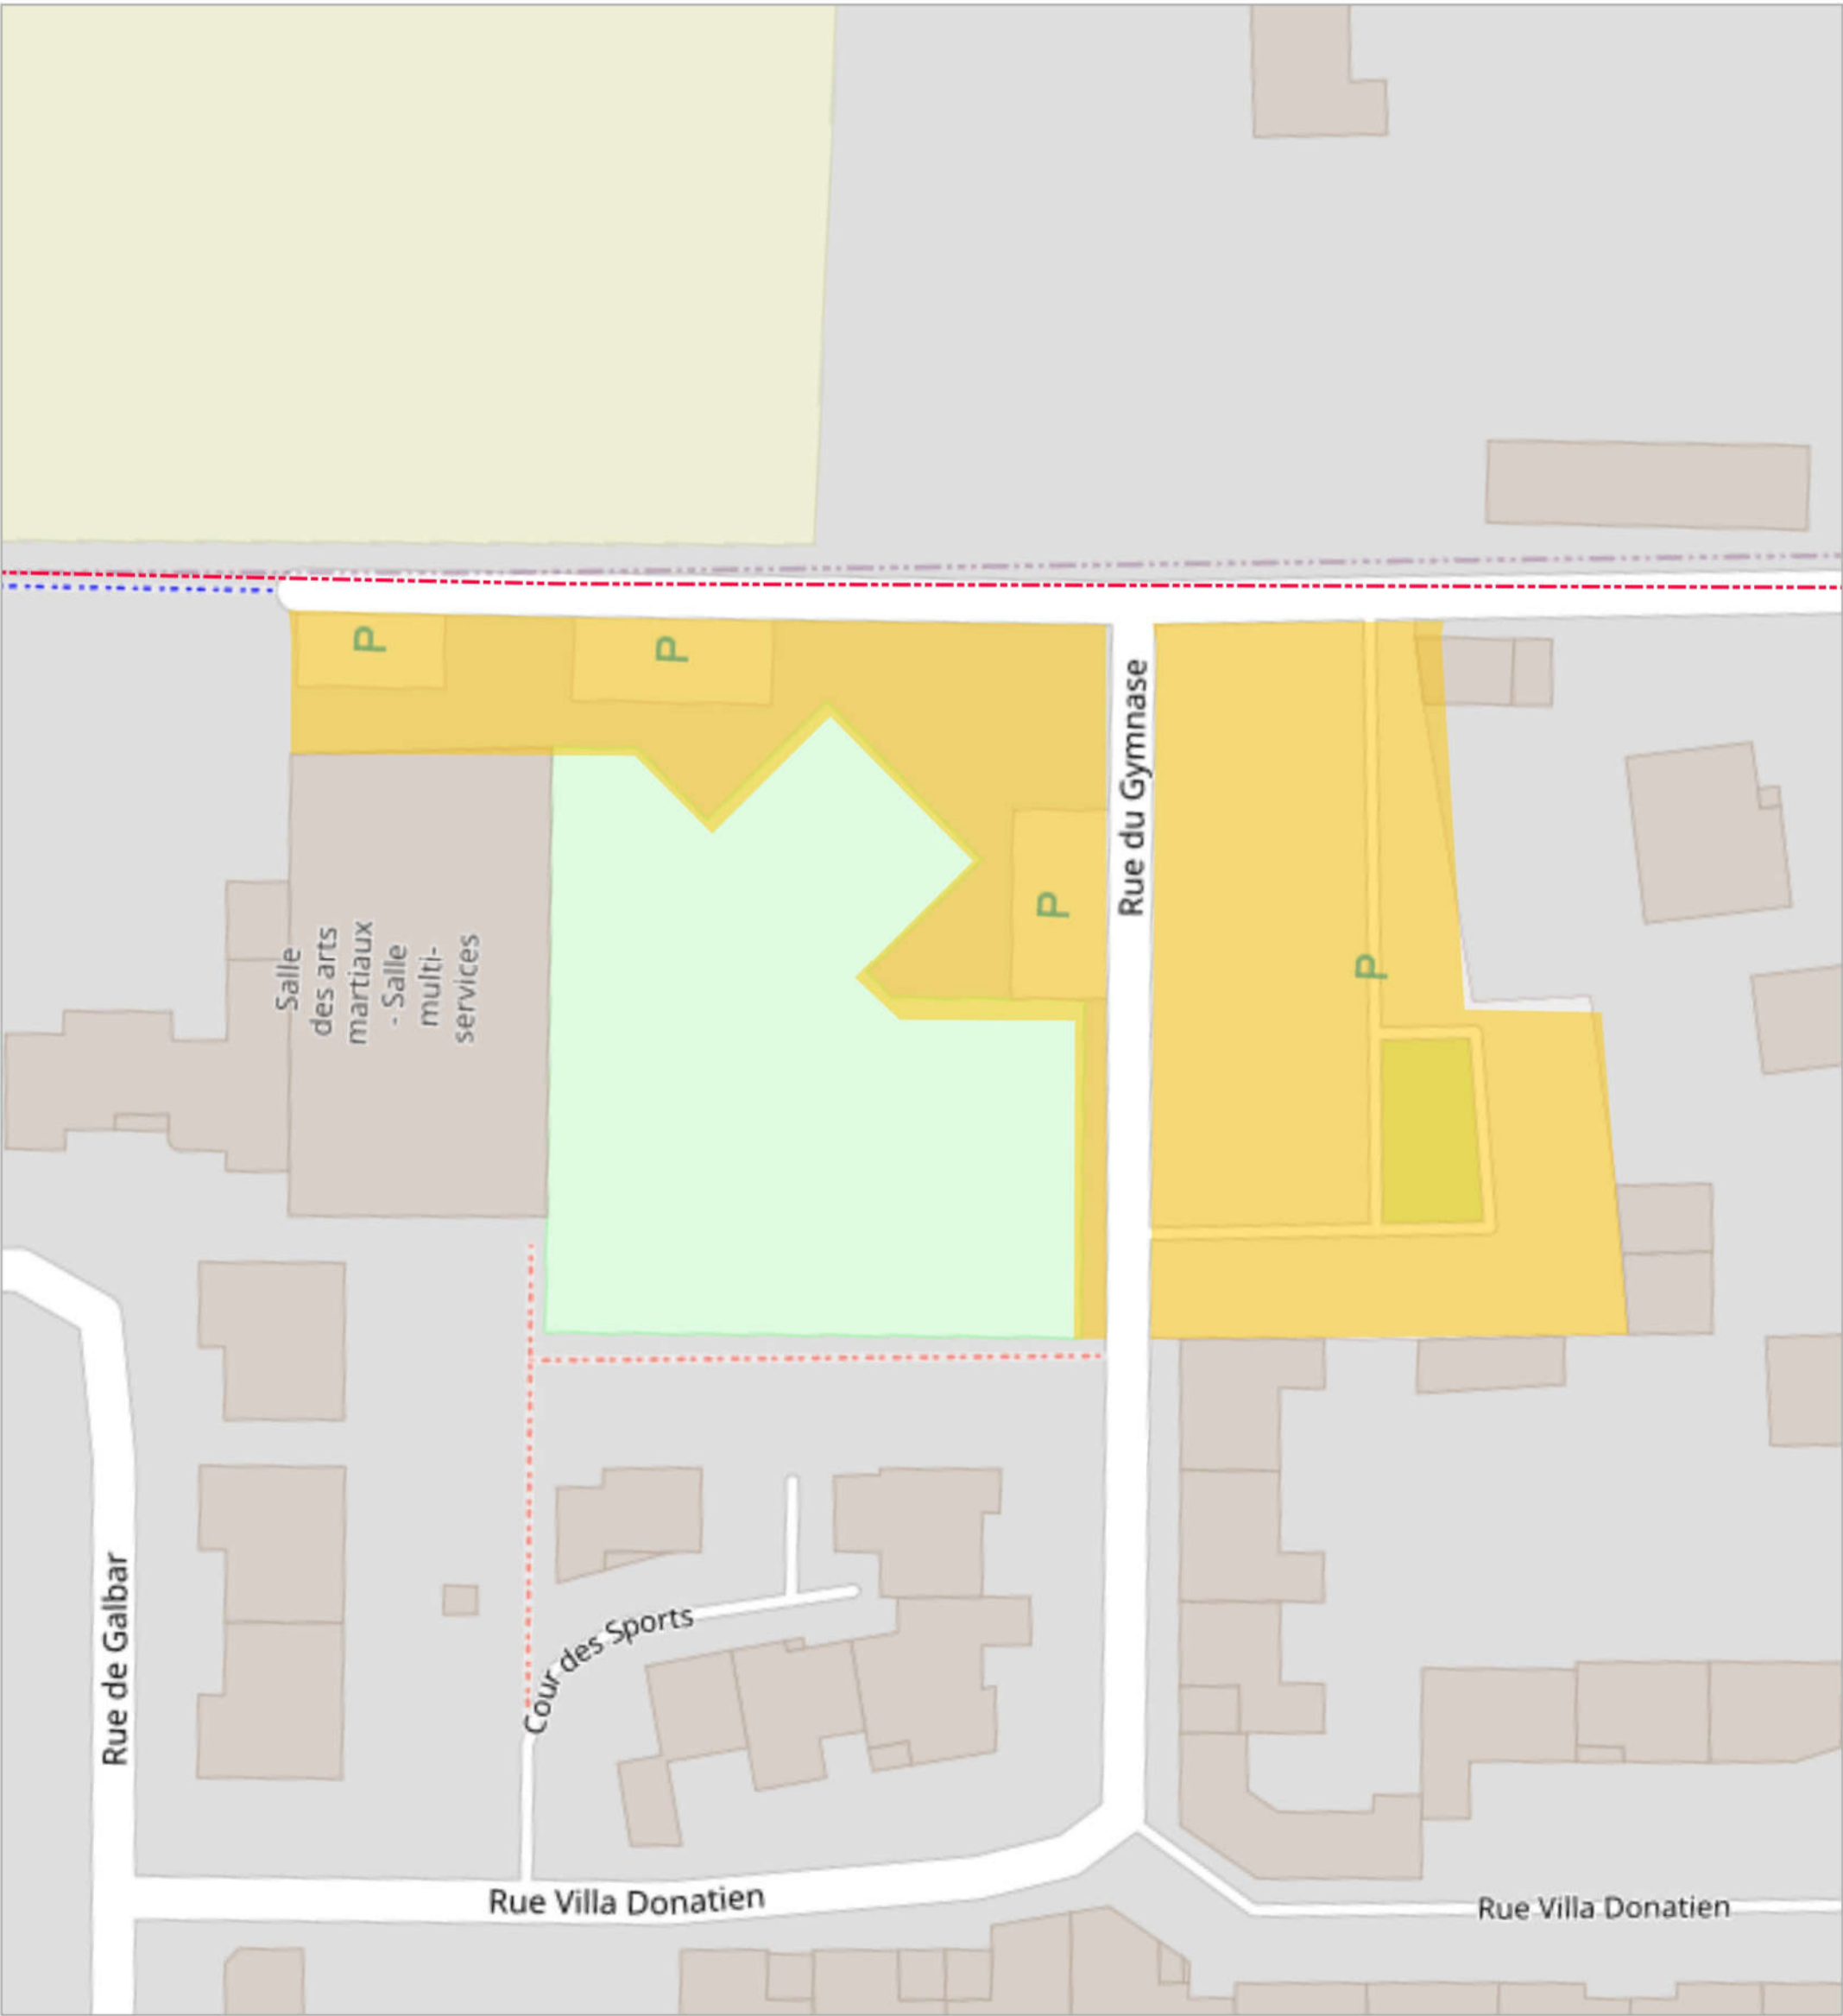 P
P
Rue du Gymnase
P
P
Salle
des arts
martiaux
- Salle
multi-
services
Rue de Galbar
Cour des Sports
Rue Villa Donatien
Rue Villa Donatien